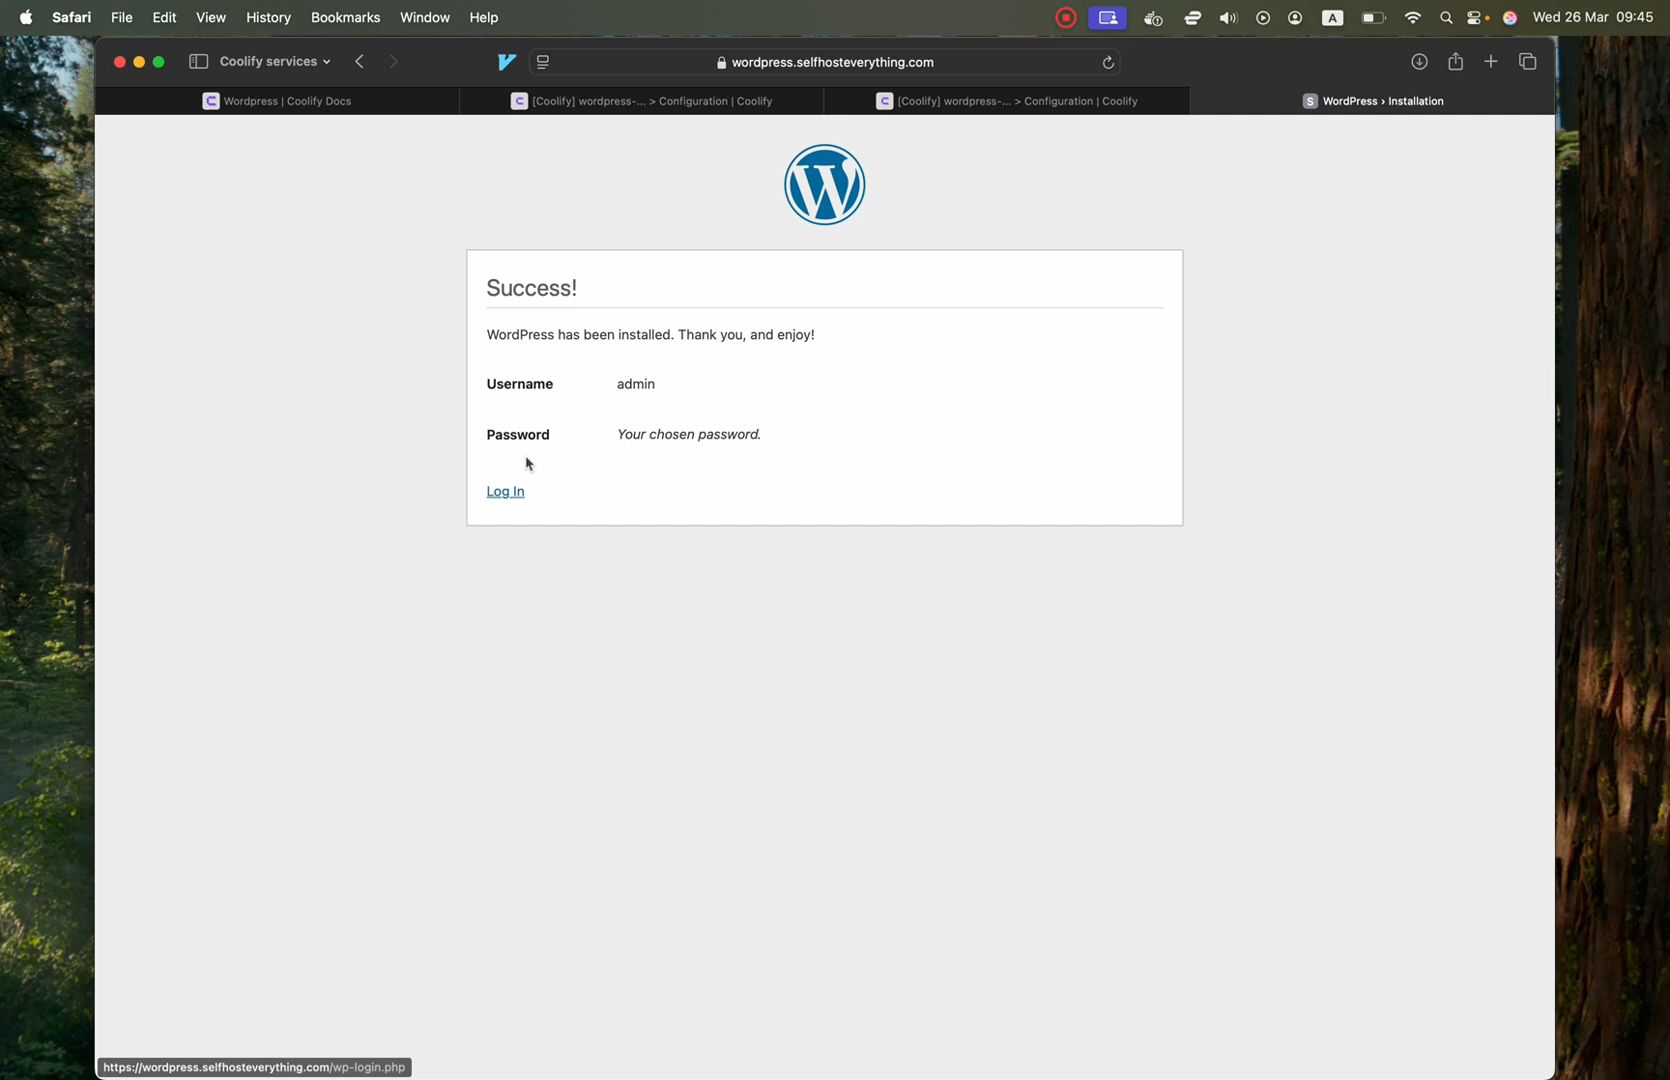 Safari File Edit View History Bookmarks Window Help A Wed 26 Mar 09:45
Coolify services wordpress.selfhosteverything.com
Wordpress | Coolify Docs [Coolify] wordpress-... > Configuration | Coolify [Coolify] wordpress-... > Configuration | Coolify S WordPress › Installation
Success!
WordPress has been installed. Thank you, and enjoy!
Username admin
Password Your chosen password.
Log In
https://wordpress.selfhosteverything.com/wp-login.php